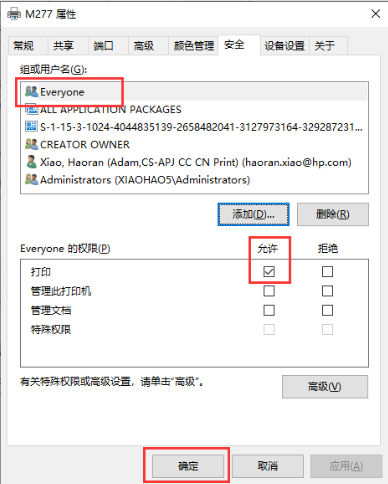 M277 属性
常规 共享 端口 高级 颜色管理 安全 设备设置 关于
组或用户名(G):
Everyone
ALL APPLICATION PACKAGES
S-1-15-3-1024-4044835139-2658482041-3127973164-329287231...
CREATOR OWNER
Xiao, Haoran (Adam,CS-APJ CC CN Print) (haoran.xiao@hp.com)
Administrators (XIAOHAO5\Administrators)
添加(D)... 删除(R)
Everyone 的权限(P) 允许 拒绝
打印
管理此打印机
管理文档
特殊权限
有关特殊权限或高级设置，请单击“高级”。
高级(V)
确定 取消 应用(A)